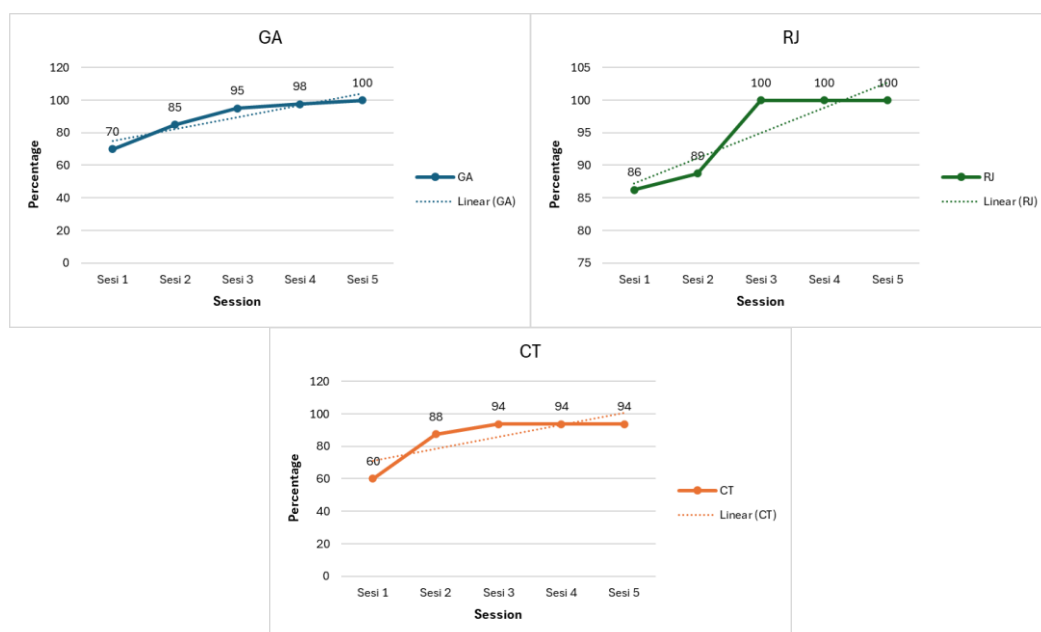 GA
120
100
80
60
40
20
0
70
85
95
98
100
Percentage
Sesi 1 Sesi 2 Sesi 3 Sesi 4 Sesi 5
Session
GA
Linear (GA)
RJ
105
100
95
90
85
80
75
86
89
100
100
100
Percentage
Sesi 1 Sesi 2 Sesi 3 Sesi 4 Sesi 5
Session
RJ
Linear (RJ)
CT
120
100
80
60
40
20
0
60
88
94
94
94
Percentage
Sesi 1 Sesi 2 Sesi 3 Sesi 4 Sesi 5
Session
CT
Linear (CT)